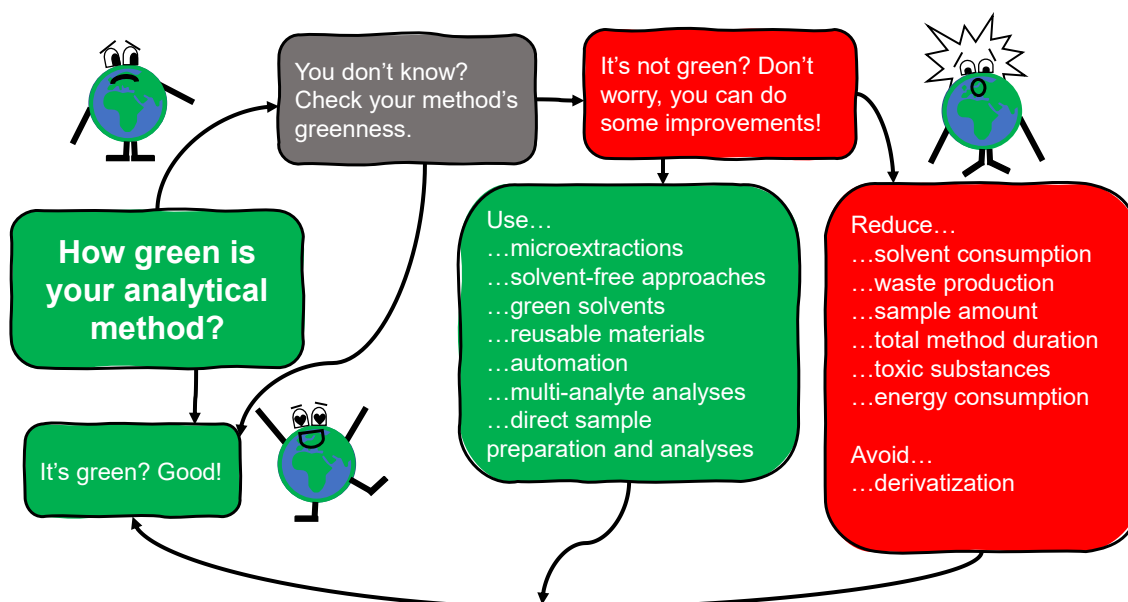 You don't know?
Check your method's
greenness.
It's not green? Don't
worry, you can do
some improvements!
How green is
your analytical
method?
Use…
…microextractions
…solvent-free approaches
…green solvents
…reusable materials
…automation
…multi-analyte analyses
…direct sample
preparation and analyses
Reduce…
…solvent consumption
…waste production
…sample amount
…total method duration
…toxic substances
…energy consumption
Avoid…
…derivatization
It's green? Good!